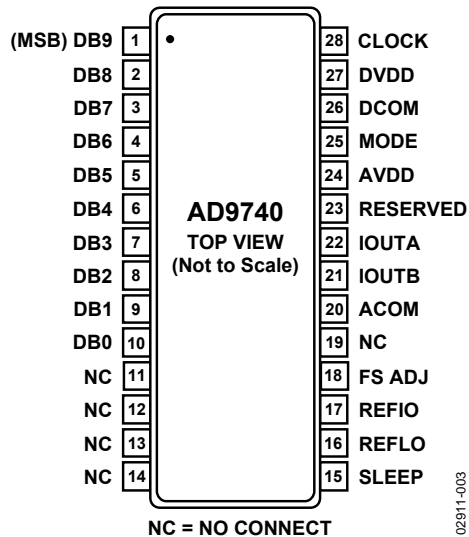 (MSB) DB9 1 28 CLOCK
DB8 2 27 DVDD
DB7 3 26 DCOM
DB6 4 25 MODE
DB5 5 24 AVDD
DB4 6 AD9740 23 RESERVED
DB3 7 TOP VIEW 22 IOUTA
DB2 8 (Not to Scale) 21 IOUTB
DB1 9 20 ACOM
DB0 10 19 NC
NC 11 18 FS ADJ
NC 12 17 REFIO
NC 13 16 REFLO
NC 14 15 SLEEP
NC = NO CONNECT
02911-003